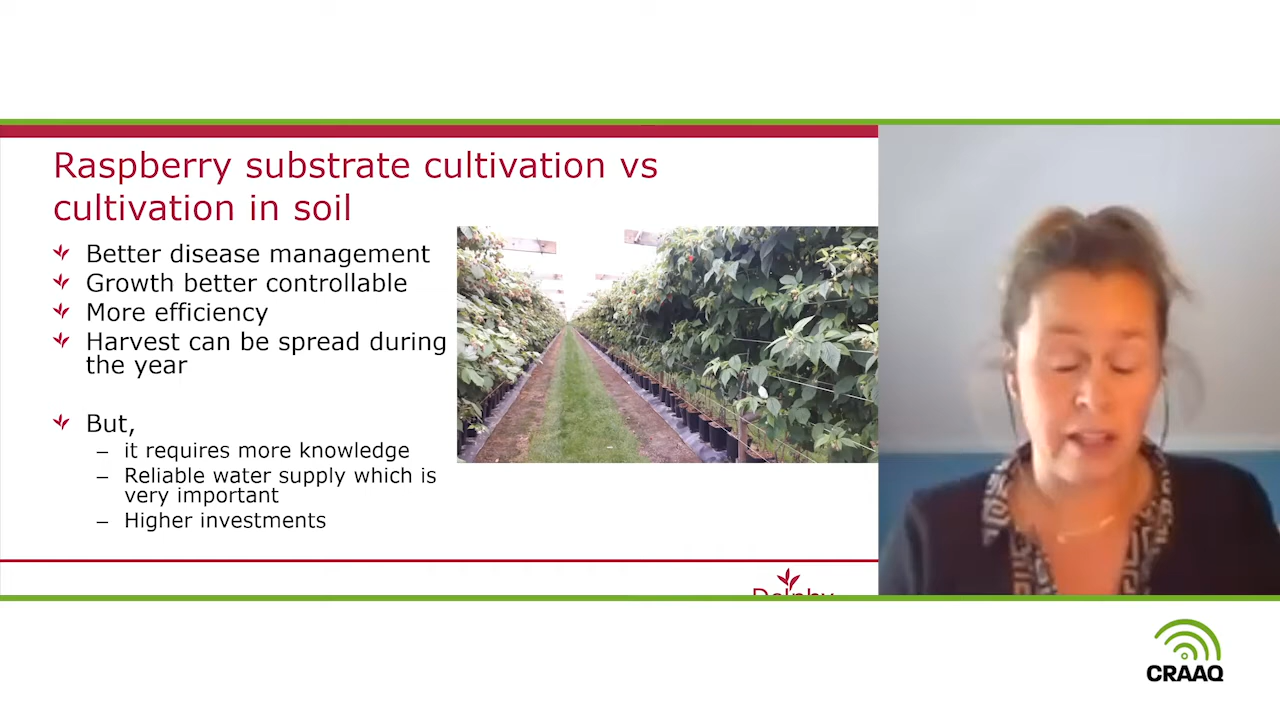 Raspberry substrate cultivation vs
cultivation in soil
Better disease management
Growth better controllable
More efficiency
Harvest can be spread during
the year
But,
– it requires more knowledge
– Reliable water supply which is
very important
– Higher investments
Delphy
CRAAQ